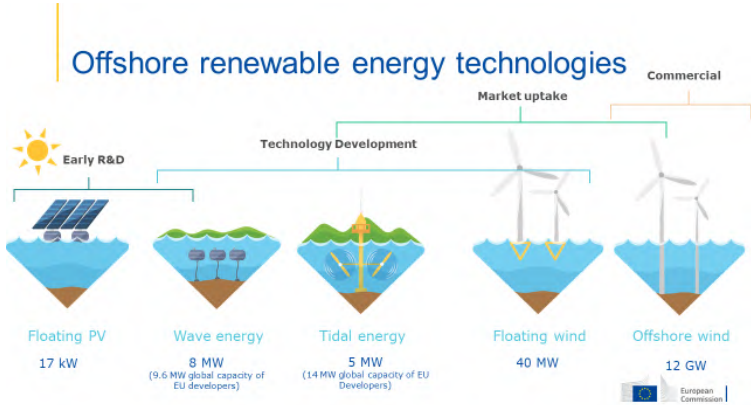 Offshore renewable energy technologies
Commercial
Market uptake
Technology Development
Early R&D
Floating PV
Wave energy
Tidal energy
Floating wind
Offshore wind
17 kW
8 MW
(9.6 MW global capacity of
EU developers)
5 MW
(14 MW global capacity of EU
Developers)
40 MW
12 GW
European
Commission